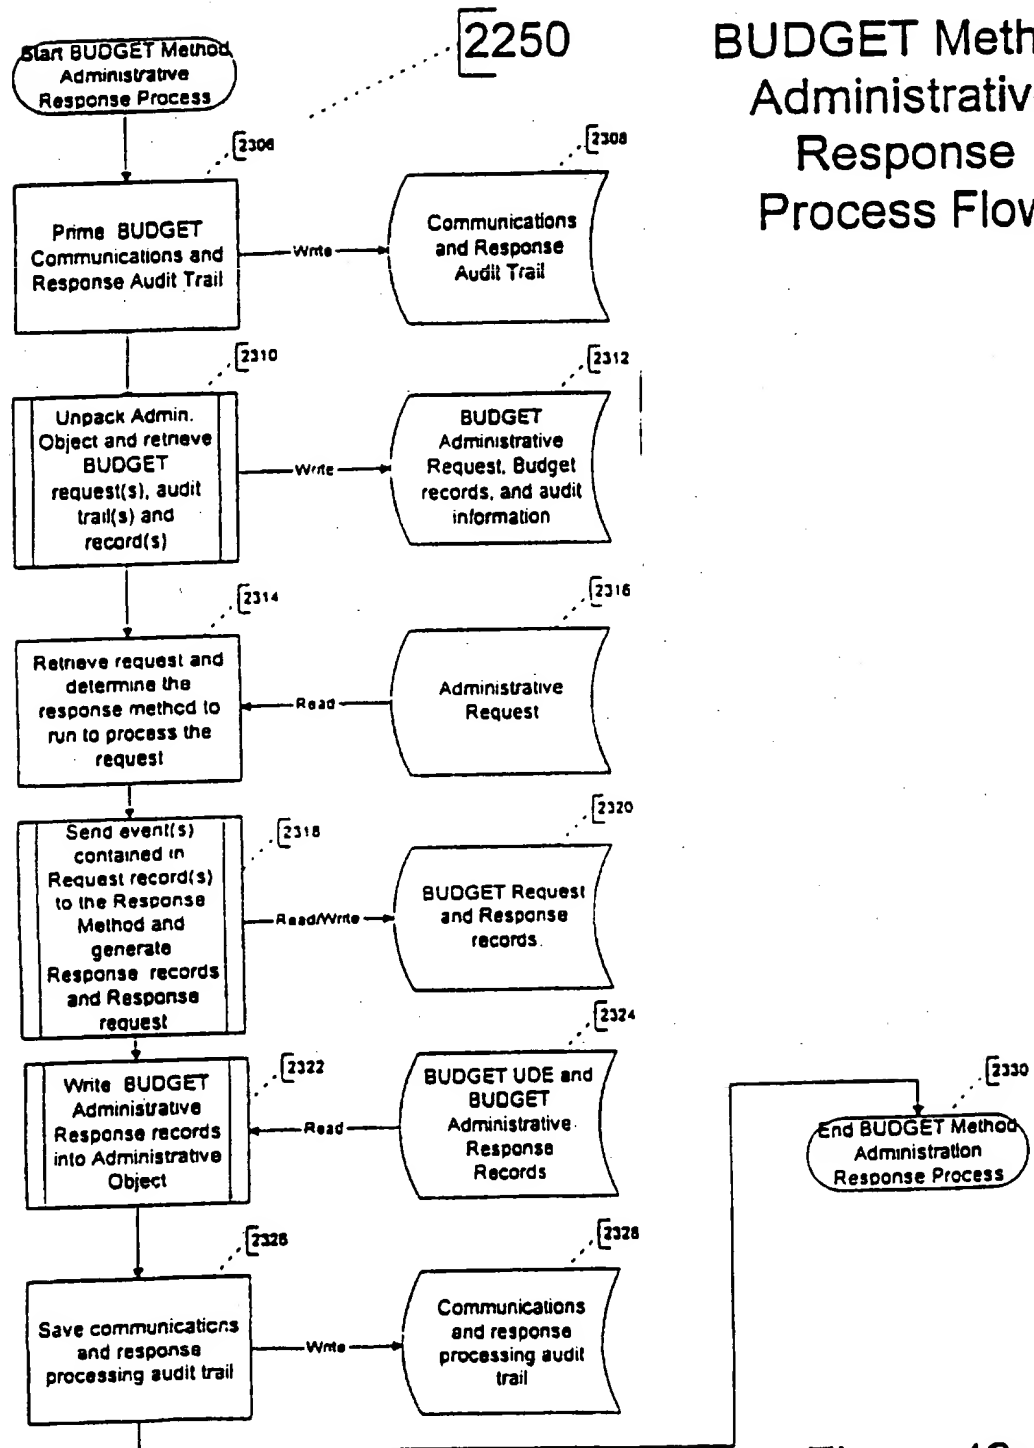 2250
BUDGET Meth
Administrativ
Response
Process Flow
Start BUDGET Method
Administrative
Response Process
2306
Prime BUDGET
Communications and
Response Audit Trail
Write
2308
Communications
and Response
Audit Trail
2310
Unpack Admin.
Object and retrieve
BUDGET
request(s), audit
trail(s) and
record(s)
Write
2312
BUDGET
Administrative
Request, Budget
records, and audit
information
2314
Retrieve request and
determine the
response method to
run to process the
request
Read
2316
Administrative
Request
2318
Send event(s)
contained in
Request record(s)
to the Response
Method and
generate
Response records
and Response
request
Read/Write
2320
BUDGET Request
and Response
records.
2322
Write BUDGET
Administrative
Response records
into Administrative
Object
Read
2324
BUDGET UDE and
BUDGET
Administrative
Response
Records
2326
Save communications
and response
processing audit trail
Write
2328
Communications
and response
processing audit
trail
2330
End BUDGET Method
Administration
Response Process